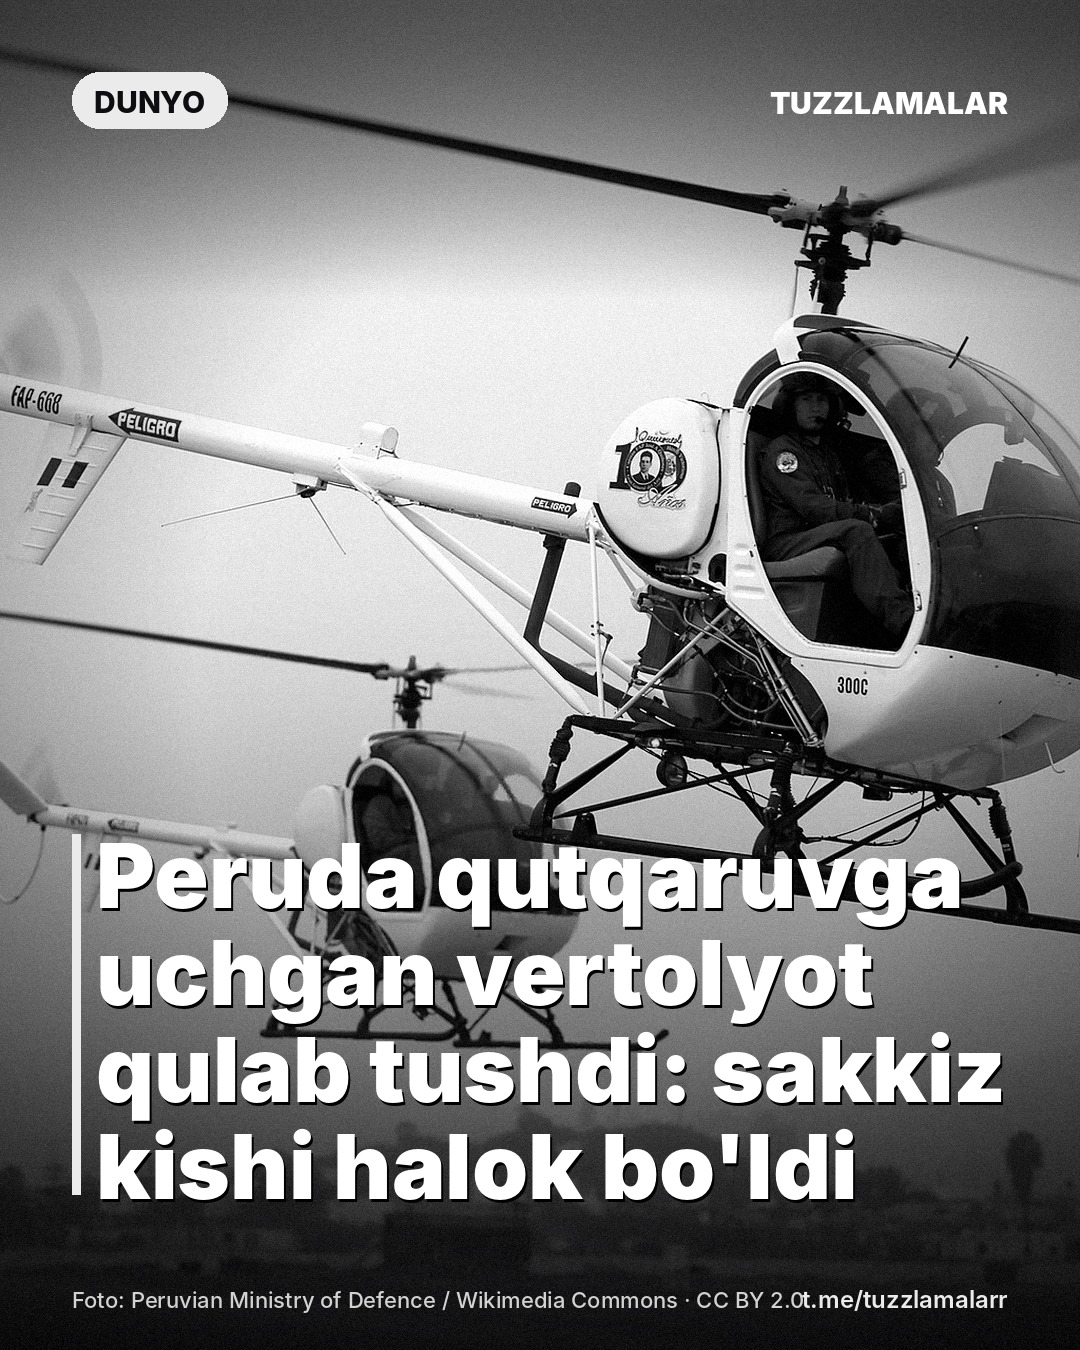 DUNYO
TUZZLAMALAR
FAP-668
PELIGRO
PELIGRO
300C
Peruda qutqaruvga
uchgan vertolyot
qulab tushdi: sakkiz
kishi halok bo'ldi
Foto: Peruvian Ministry of Defence / Wikimedia Commons · CC BY 2.0
t.me/tuzzlamalarr